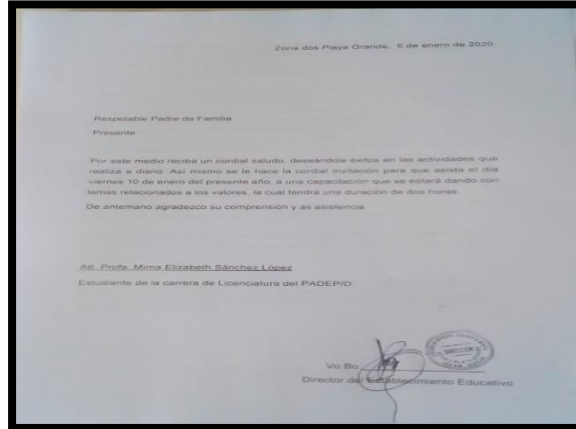 Zona dos Playa Grande, 6 de enero de 2020
Respetable Padre de Familia
Presente
Por este medio reciba un cordial saludo, deseándole éxitos en las actividades que
realiza a diario. Así mismo se le hace la cordial invitación para que asista el día
viernes 10 de enero del presente año, a una capacitación que se estará dando con
temas relacionados a los valores, la cual tendrá una duración de dos horas.
De antemano agradezco su comprensión y as asistencia
Att. Profa. Mirna Elizabeth Sánchez López
Estudiante de la carrera de Licenciatura del PADEP/D
Vo.Bo.
DIRECCION
Director del Establecimiento Educativo